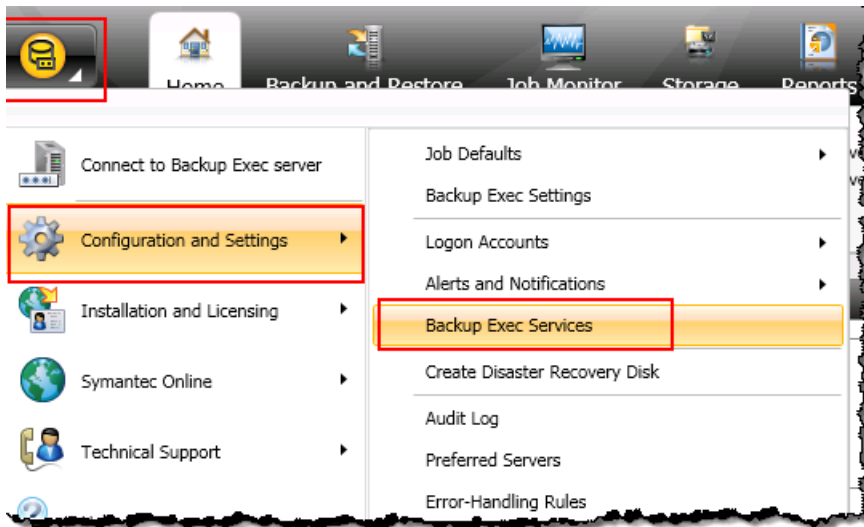 Home
Backup and Restore
Job Monitor
Storage
Reports
Connect to Backup Exec server
Configuration and Settings
Installation and Licensing
Symantec Online
Technical Support
Job Defaults
Backup Exec Settings
Logon Accounts
Alerts and Notifications
Backup Exec Services
Create Disaster Recovery Disk
Audit Log
Preferred Servers
Error-Handling Rules